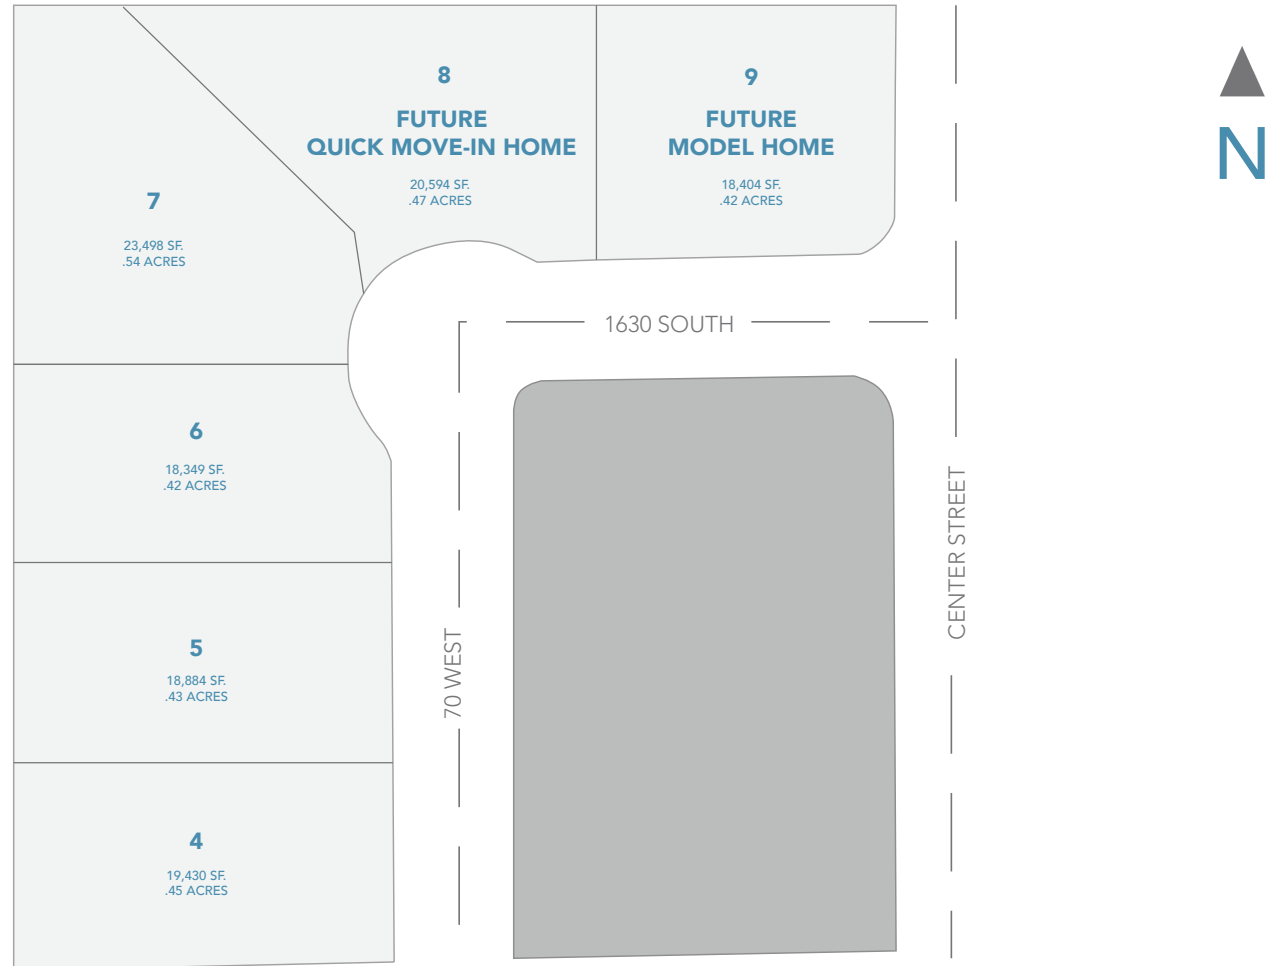 8
FUTURE
QUICK MOVE-IN HOME
20,594 SF.
.47 ACRES
9
FUTURE
MODEL HOME
18,404 SF.
.42 ACRES
N
7
23,498 SF.
.54 ACRES
1630 SOUTH
6
18,349 SF.
.42 ACRES
CENTER STREET
5
18,884 SF.
.43 ACRES
70 WEST
4
19,430 SF.
.45 ACRES